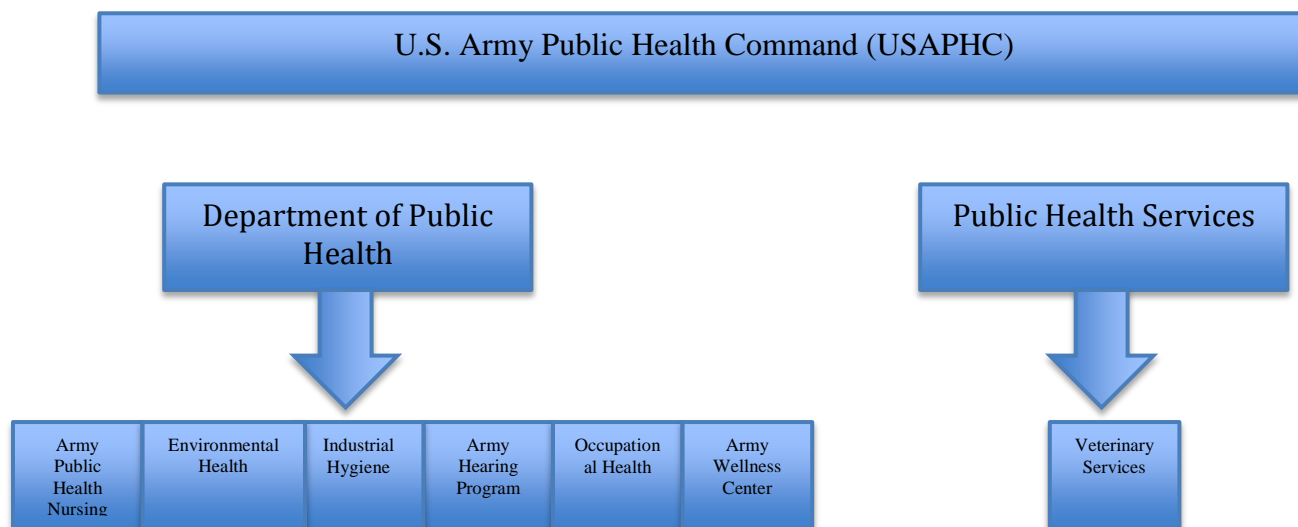 U.S. Army Public Health Command (USAPHC)
Department of Public
Health
Public Health Services
Army
Public
Health
Nursing
Environmental
Health
Industrial
Hygiene
Army
Hearing
Program
Occupation
al Health
Army
Wellness
Center
Veterinary
Services